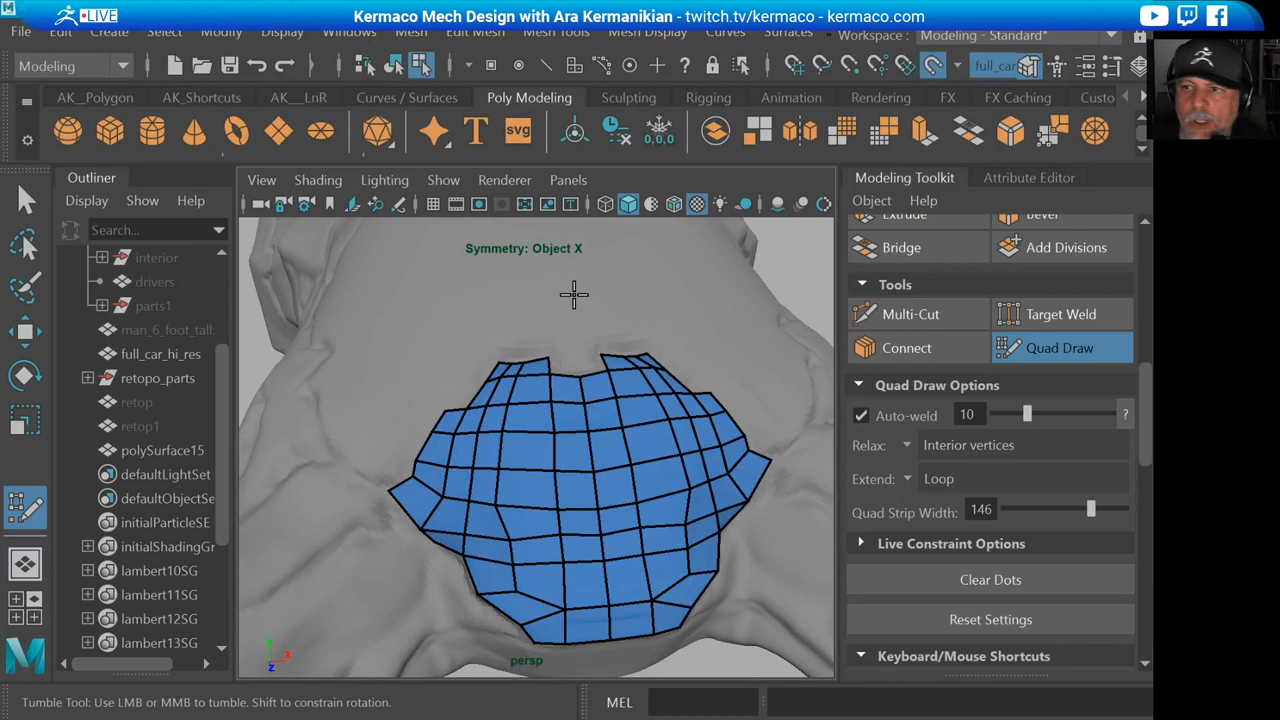 LIVE
Kermaco Mech Design with Ara Kermanikian - twitch.tv/kermaco - kermaco.com
File Edit Create Select Modify Display Windows Mesh Edit Mesh Mesh Tools Mesh Display Curves Surfaces Workspace: Modeling - Standard*
Modeling
full_car
AK__Polygon AK_Shortcuts AK___LnR Curves / Surfaces Poly Modeling Sculpting Rigging Animation Rendering FX FX Caching Custo
T svg 0,0,0
Outliner
Display Show Help
Search...
interior
drivers
parts1
man_6_foot_tall:
full_car_hi_res
retopo_parts
retop
retop1
polySurface15
defaultLightSet
defaultObjectSe
initialParticleSE
initialShadingGr
lambert10SG
lambert11SG
lambert12SG
lambert13SG
View Shading Lighting Show Renderer Panels
Symmetry: Object X
persp
Y
X
Z
Modeling Toolkit Attribute Editor
Object Help
Extrude Bevel
Bridge Add Divisions
Tools
Multi-Cut Target Weld
Connect Quad Draw
Quad Draw Options
Auto-weld 10 ?
Relax: Interior vertices
Extend: Loop
Quad Strip Width: 146
Live Constraint Options
Clear Dots
Reset Settings
Keyboard/Mouse Shortcuts
Tumble Tool: Use LMB or MMB to tumble. Shift to constrain rotation.
MEL
M